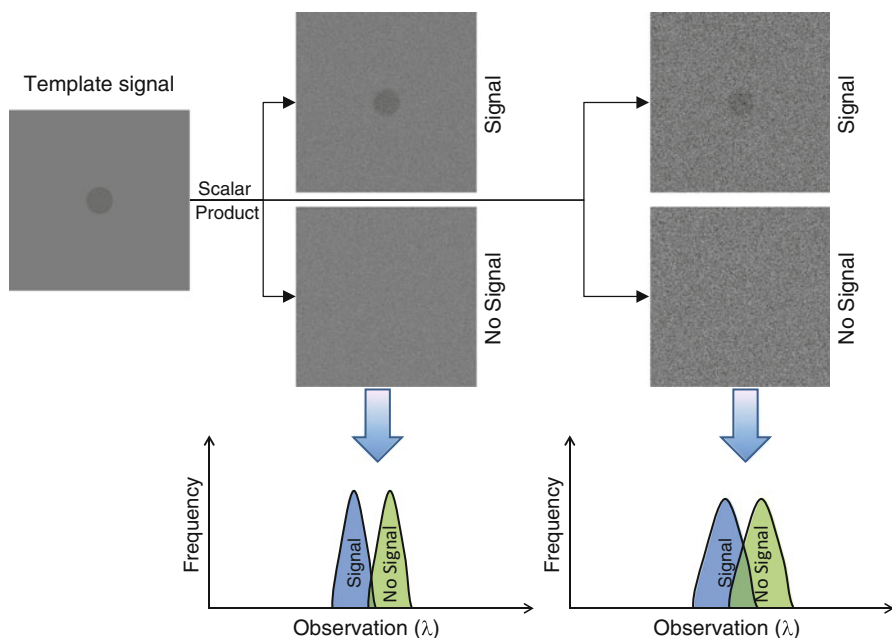 Template signal
Scalar
Product
Signal
No Signal
Signal
No Signal
Frequency
Signal
No Signal
Observation (λ)
Frequency
Signal
No Signal
Observation (λ)